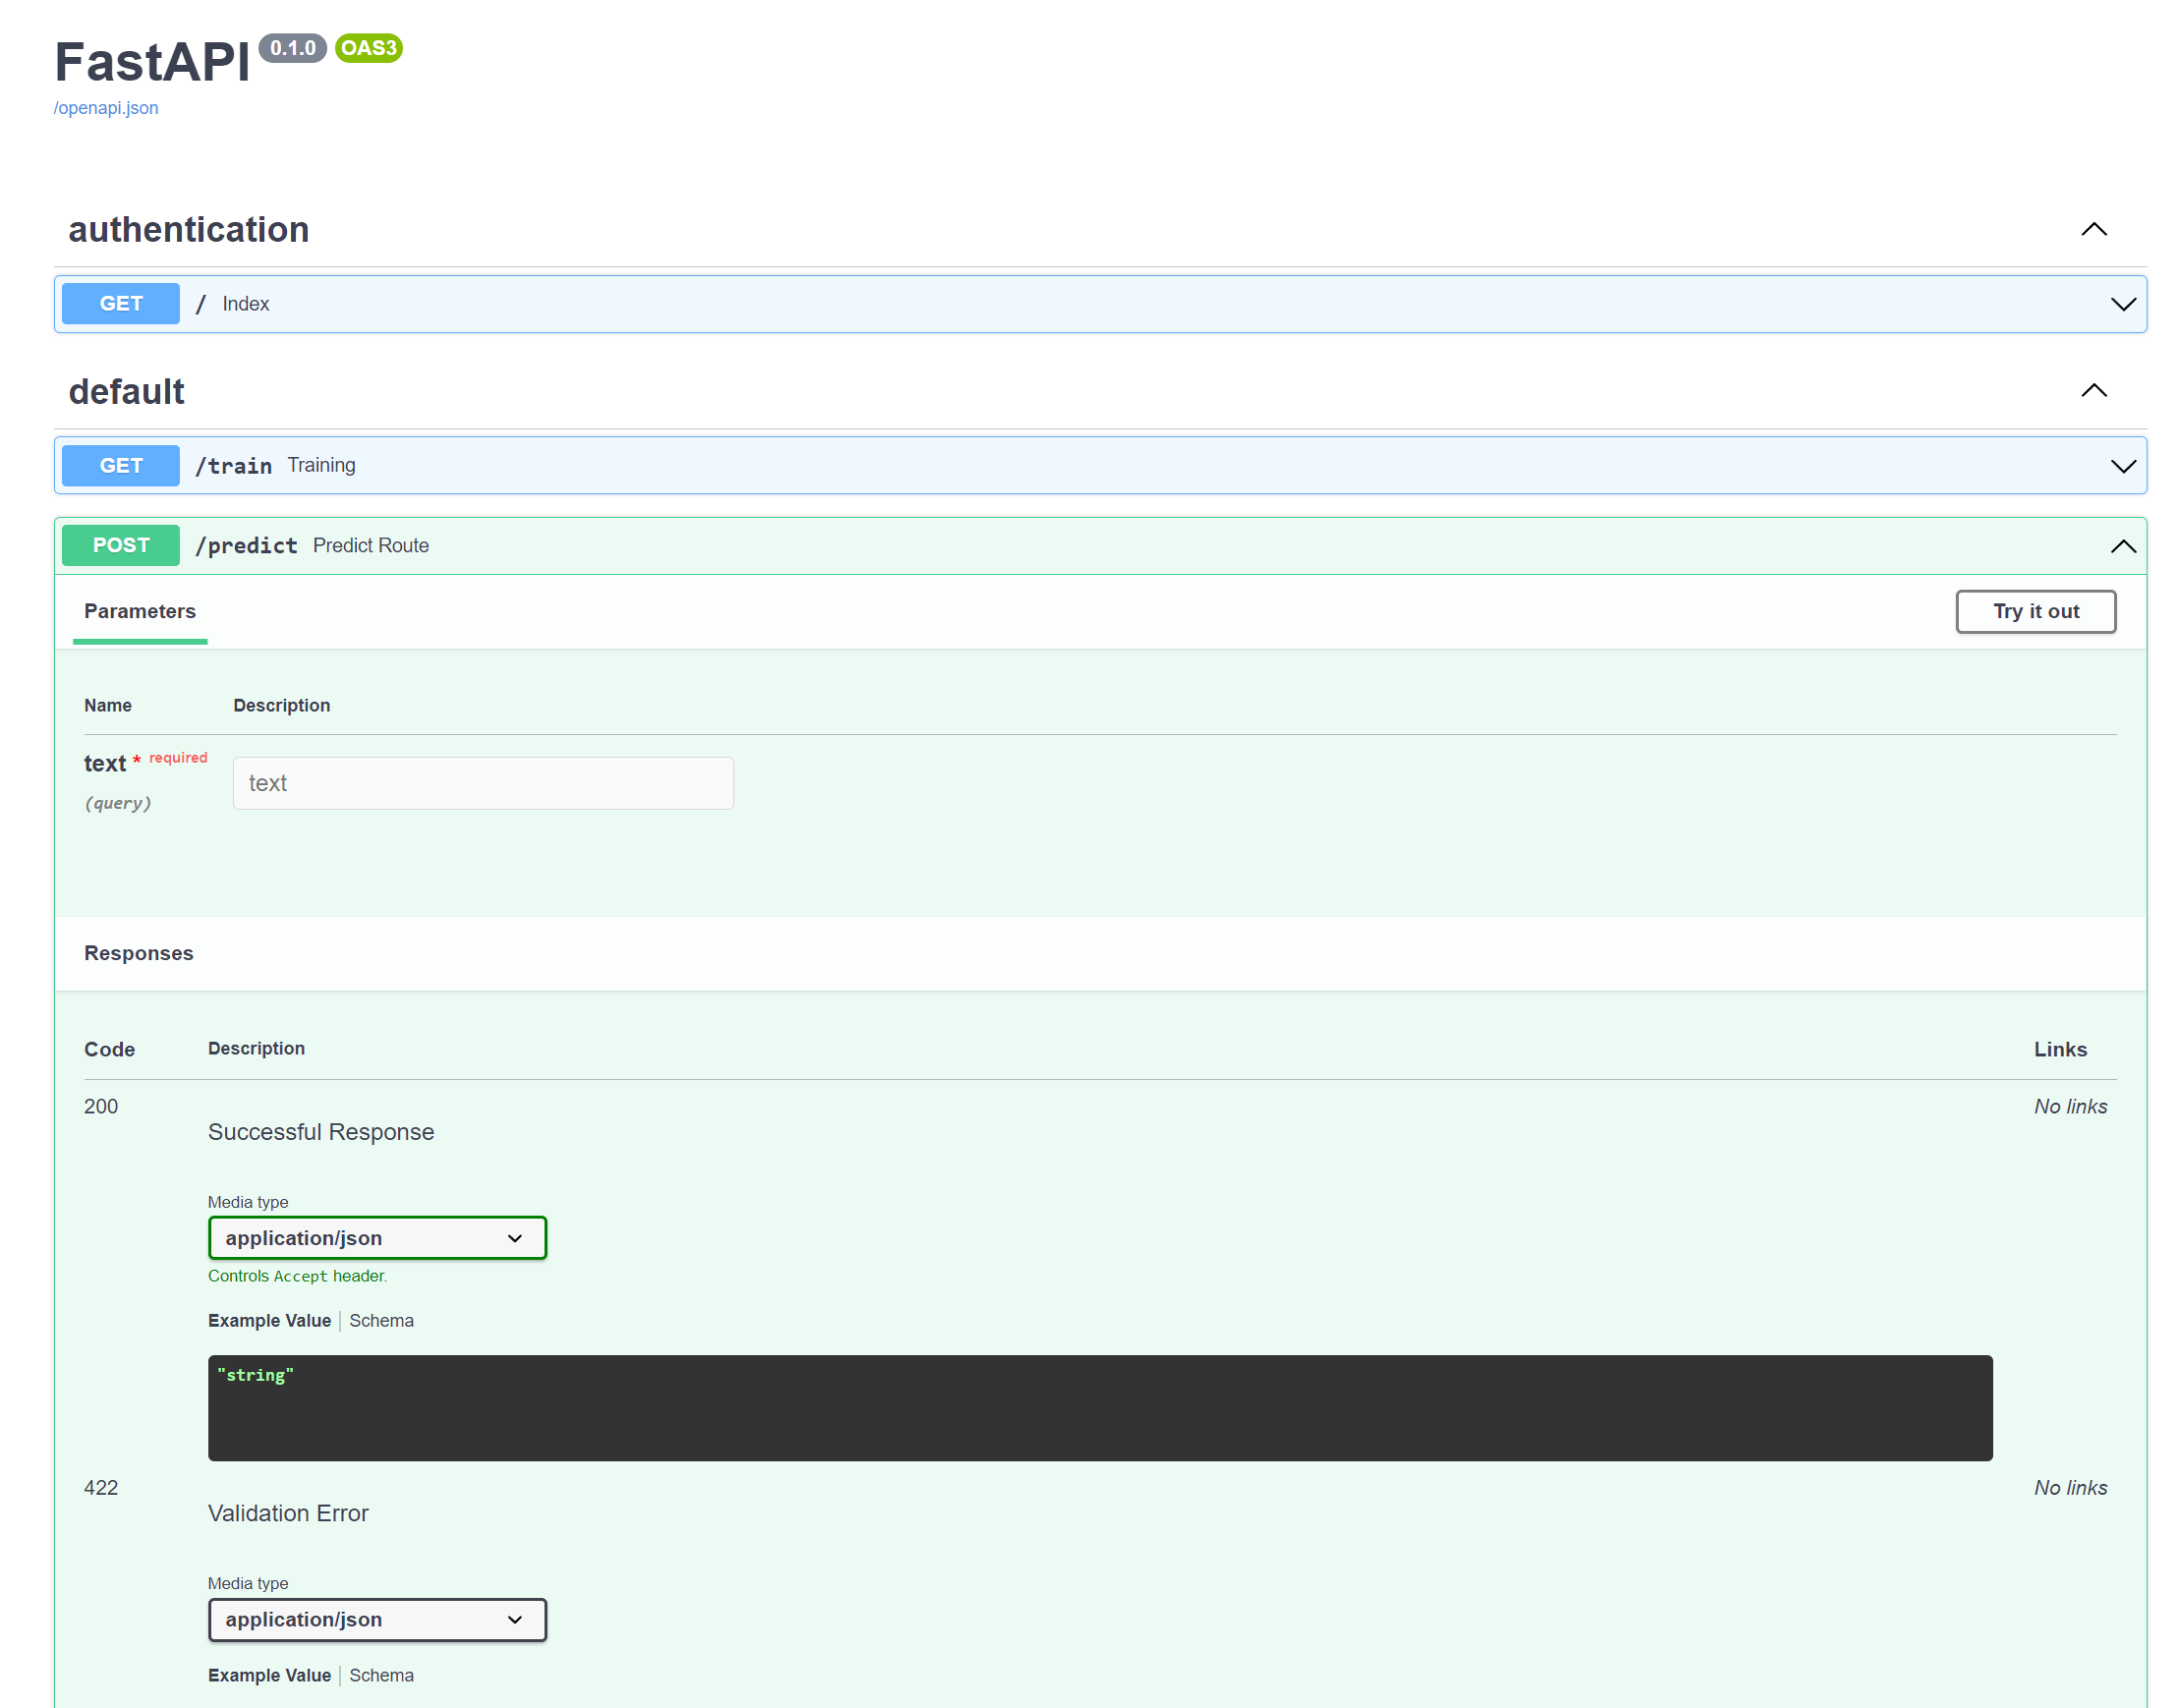 FastAPI 0.1.0 OAS3
/openapi.json
authentication
GET / Index
default
GET /train Training
POST /predict Predict Route
Parameters Try it out
Name Description
text * required text
(query)
Responses
Code Description Links
200 No links
Successful Response
Media type
application/json
Controls Accept header.
Example Value Schema
"string"
422 No links
Validation Error
Media type
application/json
Example Value Schema